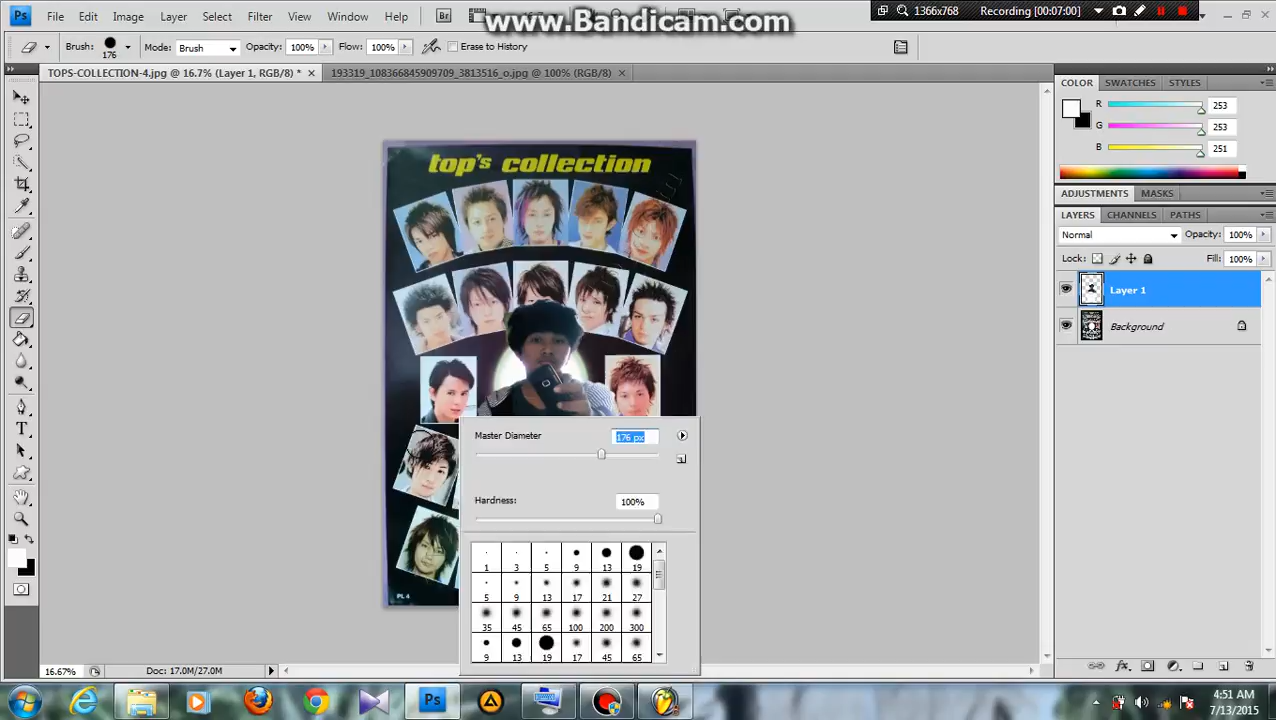 www.Bandicam.com
1366x768 Recording [00:07:00]
Ps File Edit Image Layer Select Filter View Window Help Br
Brush: 176 Mode: Brush Opacity: 100% Flow: 100% Erase to History
TOPS-COLLECTION-4.jpg @ 16.7% (Layer 1, RGB/8) * x 193319_108366845909709_3813516_o.jpg @ 100% (RGB/8) x
COLOR SWATCHES STYLES
R 253
G 253
B 251
ADJUSTMENTS MASKS
LAYERS CHANNELS PATHS
Normal Opacity: 100%
Lock: Fill: 100%
Layer 1
Background
top's collection
PL 4
Master Diameter 176 px
Hardness: 100%
1 3 5 9 13 19
5 9 13 17 21 27
35 45 65 100 200 300
9 13 19 17 45 65
16.67% Doc: 17.0M/27.0M
Ps
4:51 AM
7/13/2015